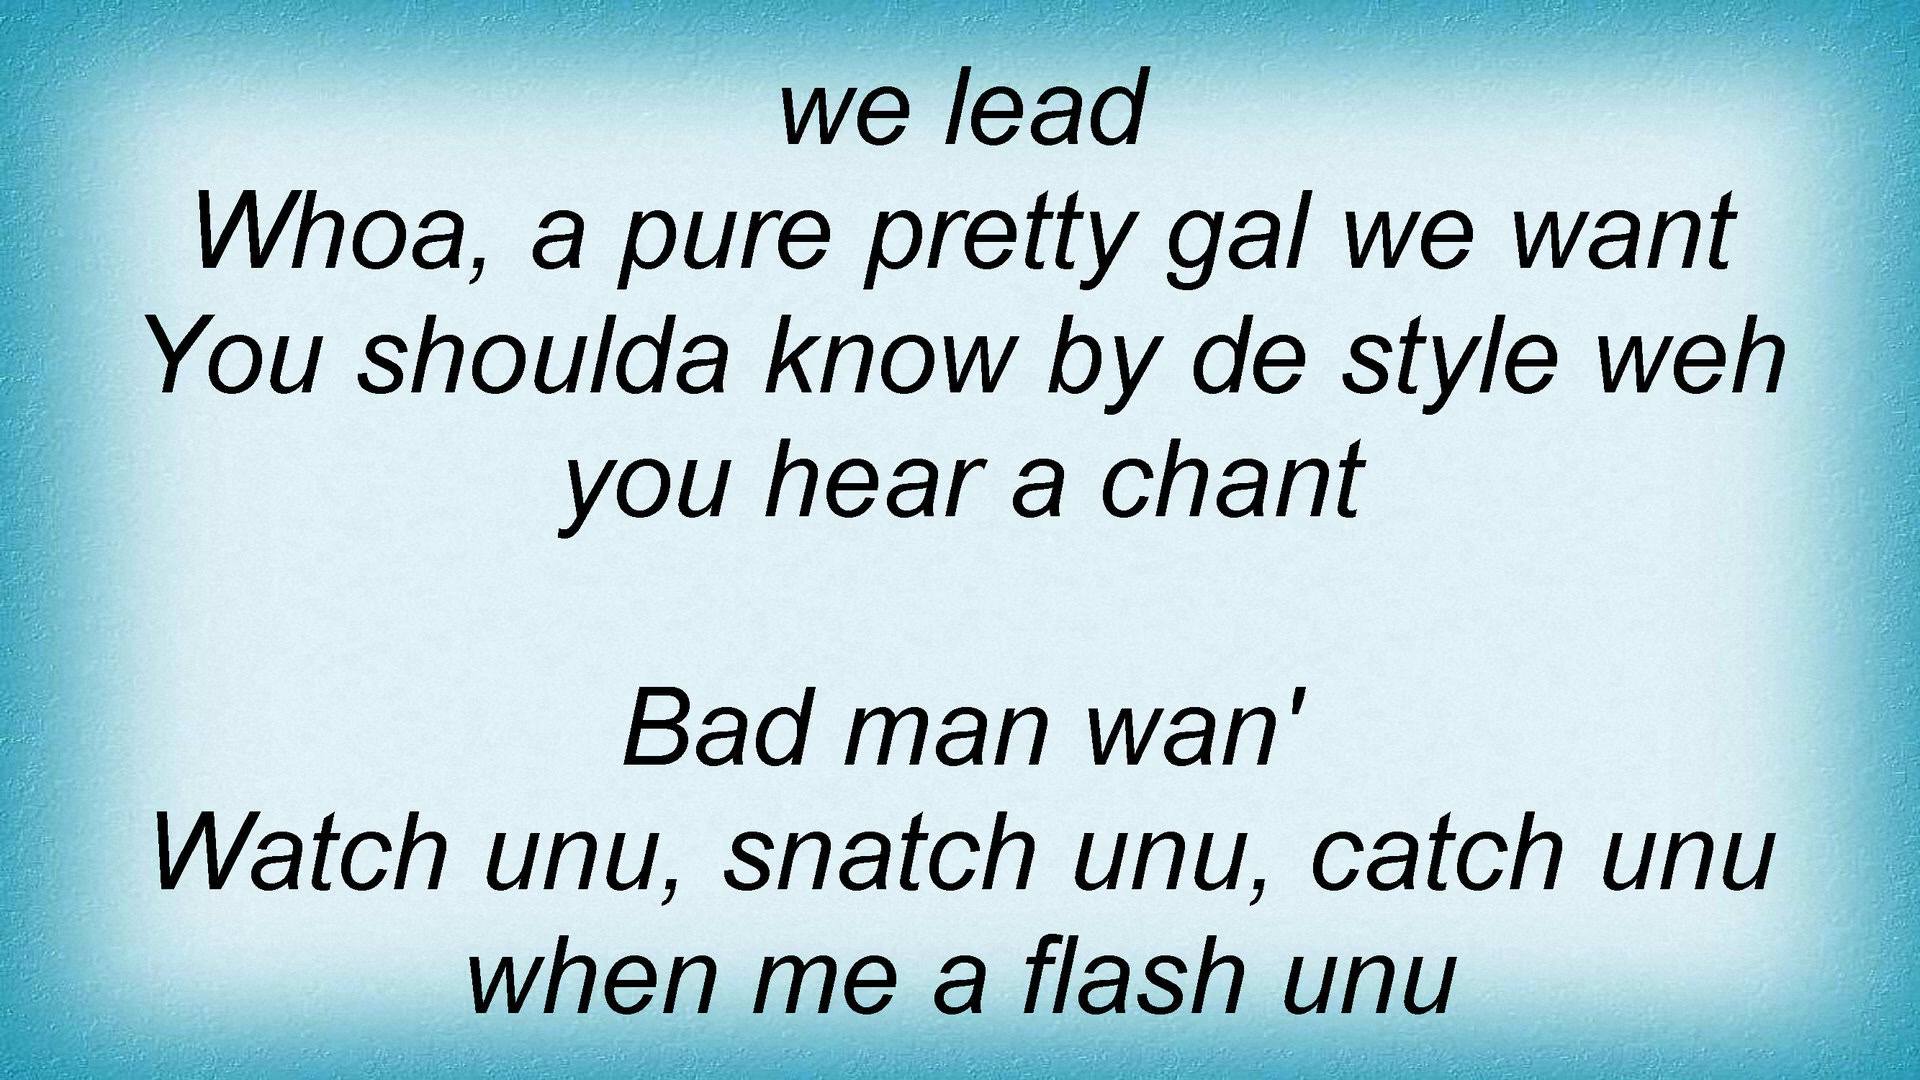 we lead
Whoa, a pure pretty gal we want
You shoulda know by de style weh
you hear a chant
Bad man wan'
Watch unu, snatch unu, catch unu
when me a flash unu